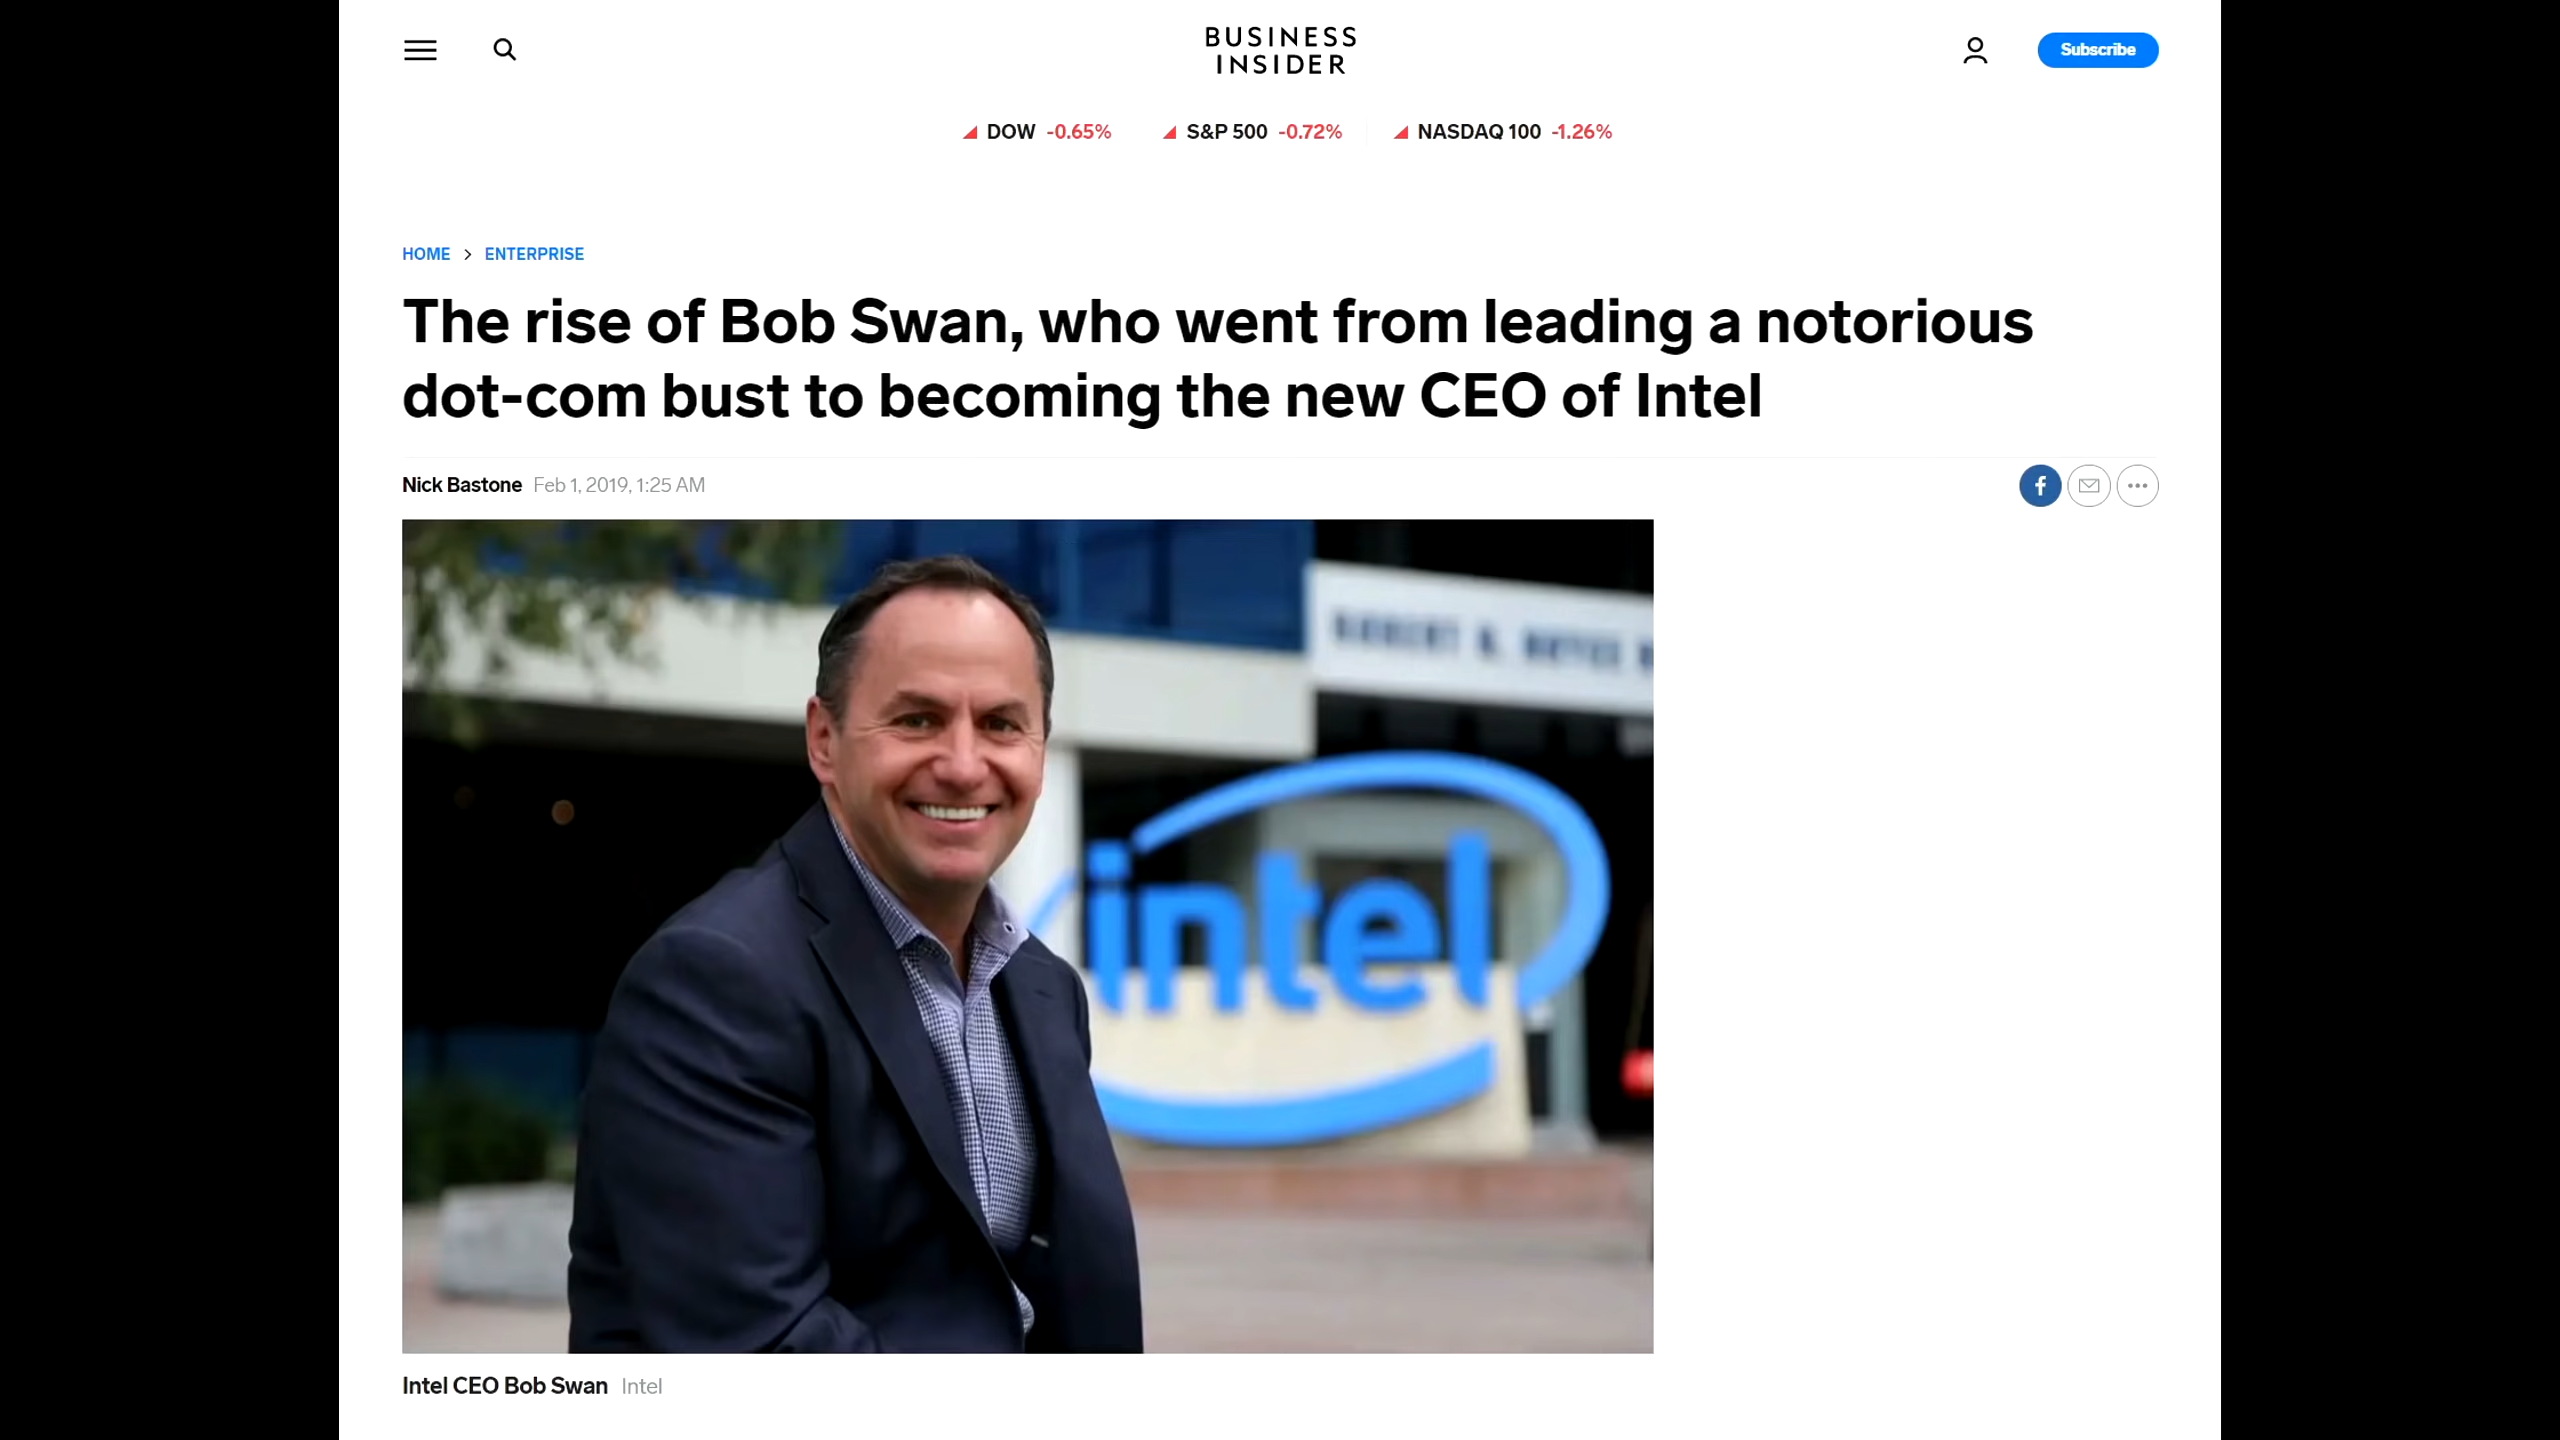 BUSINESS
INSIDER
Subscribe
DOW -0.65% S&P 500 -0.72% NASDAQ 100 -1.26%
HOME > ENTERPRISE
The rise of Bob Swan, who went from leading a notorious
dot-com bust to becoming the new CEO of Intel
Nick Bastone Feb 1, 2019, 1:25 AM
ROBERT N. NOYCE
intel
Intel CEO Bob Swan Intel